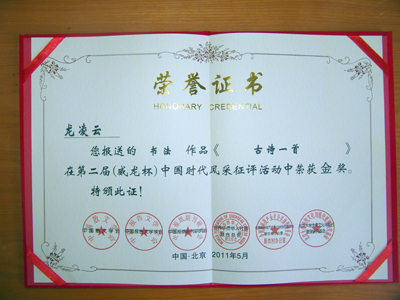 荣誉证书
HONORARY CREDENTIAL
龙凌云
您报送的 书法 作品《 古诗一首 》
在第二届(威龙杯)中国时代风采征评活动中荣获金奖。
特颁此证!
中国·北京 2011年5月